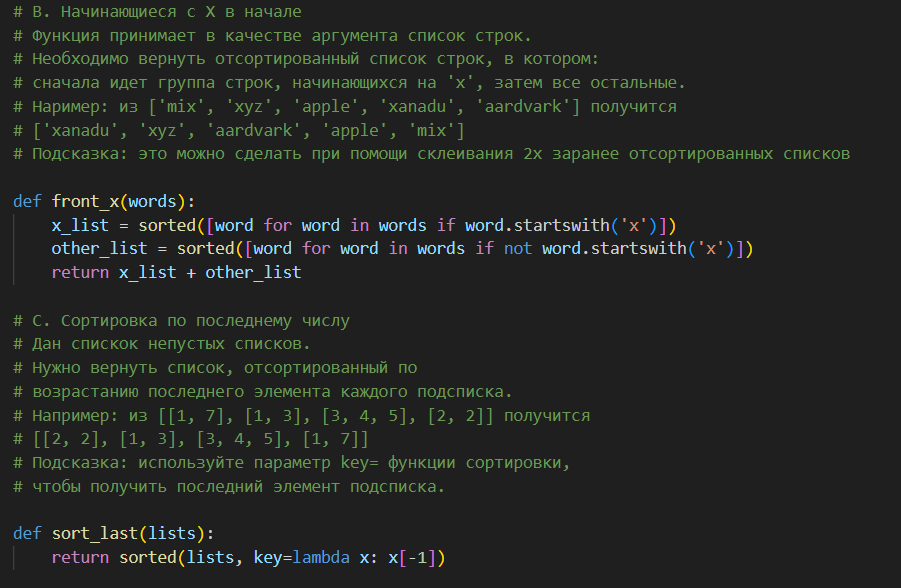 # B. Начинающиеся с X в начале
# Функция принимает в качестве аргумента список строк.
# Необходимо вернуть отсортированный список строк, в котором:
# сначала идет группа строк, начинающихся на 'x', затем все остальные.
# Наример: из ['mix', 'xyz', 'apple', 'xanadu', 'aardvark'] получится
# ['xanadu', 'xyz', 'aardvark', 'apple', 'mix']
# Подсказка: это можно сделать при помощи склеивания 2х заранее отсортированных списков
def front_x(words):
    x_list = sorted([word for word in words if word.startswith('x')])
    other_list = sorted([word for word in words if not word.startswith('x')])
    return x_list + other_list
# C. Сортировка по последнему числу
# Дан спискок непустых списков.
# Нужно вернуть список, отсортированный по
# возрастанию последнего элемента каждого подсписка.
# Например: из [[1, 7], [1, 3], [3, 4, 5], [2, 2]] получится
# [[2, 2], [1, 3], [3, 4, 5], [1, 7]]
# Подсказка: используйте параметр key= функции сортировки,
# чтобы получить последний элемент подсписка.
def sort_last(lists):
    return sorted(lists, key=lambda x: x[-1])